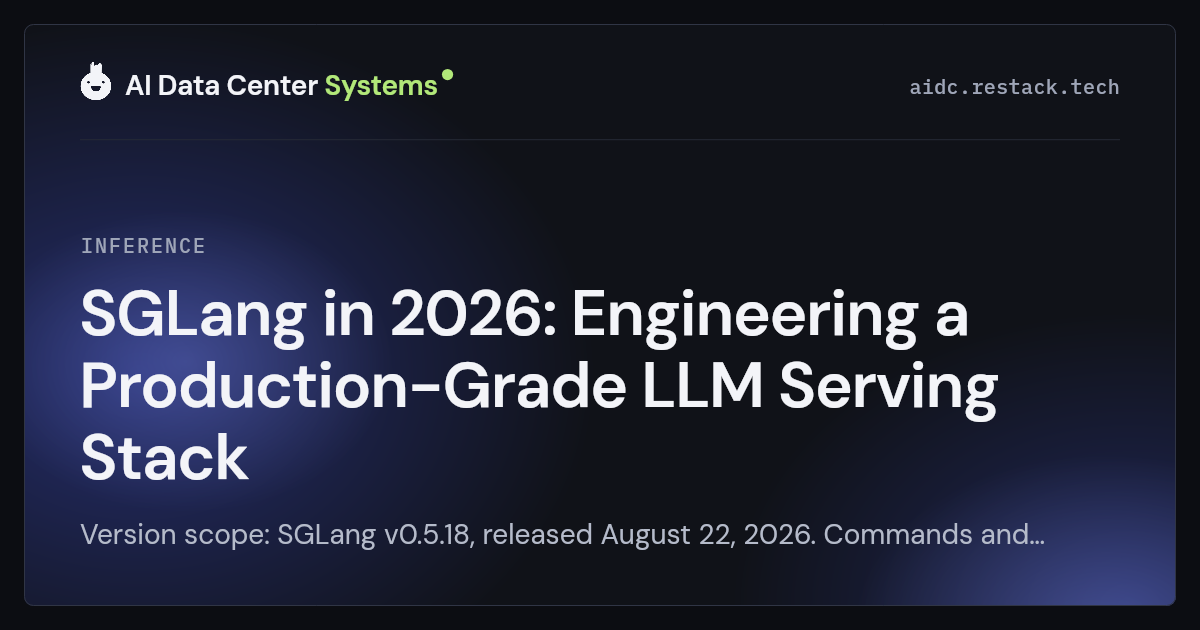 AI Data Center Systems
aidc.restack.tech
INFERENCE
SGLang in 2026: Engineering a
Production-Grade LLM Serving
Stack
Version scope: SGLang v0.5.18, released August 22, 2026. Commands and…